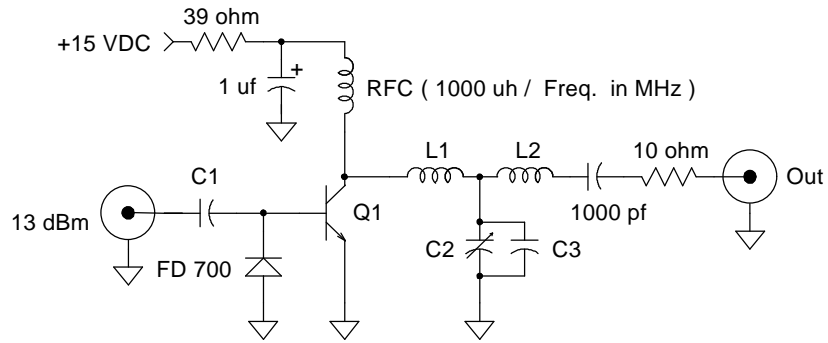 39 ohm
+15 VDC
1 uf
+
RFC ( 1000 uh / Freq. in MHz )
L1
L2
10 ohm
C1
Out
Q1
1000 pf
13 dBm
C2
C3
FD 700